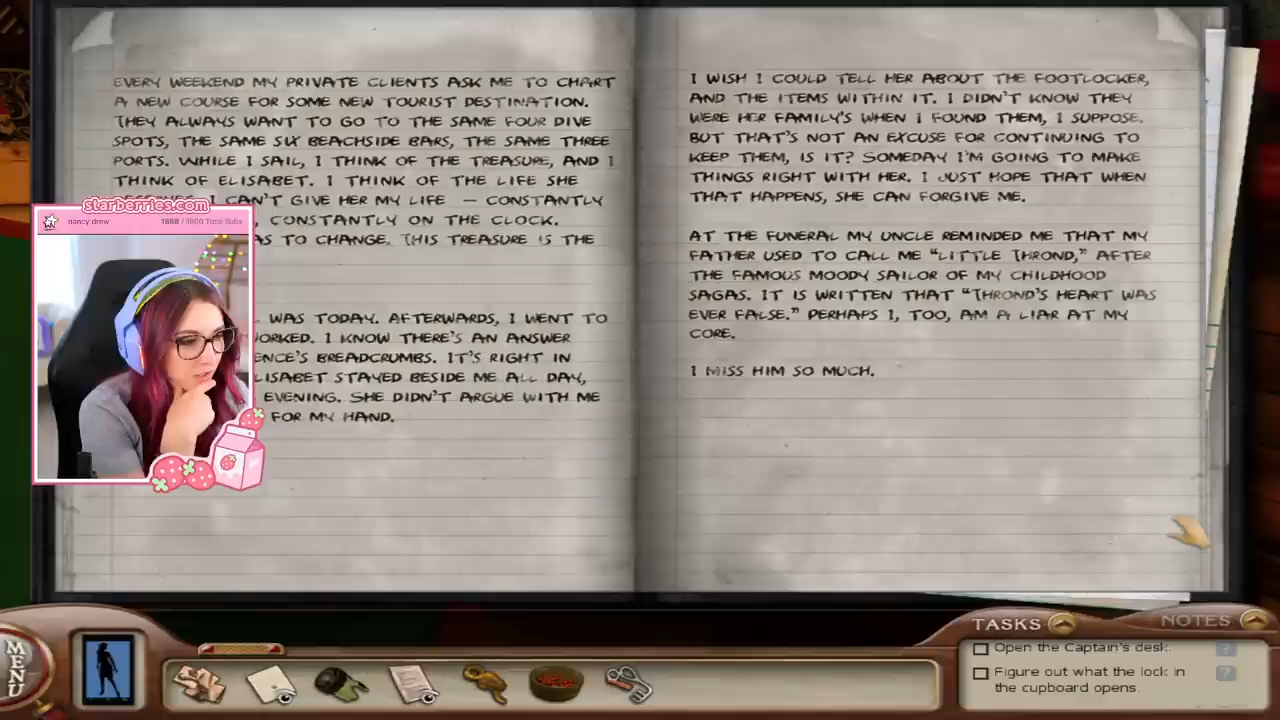 EVERY WEEKEND MY PRIVATE CLIENTS ASK ME TO CHART
A NEW COURSE FOR SOME NEW TOURIST DESTINATION.
THEY ALWAYS WANT TO GO TO THE SAME FOUR DIVE
SPOTS, THE SAME SIX BEACHSIDE BARS, THE SAME THREE
PORTS. WHILE I SAIL, I THINK OF THE TREASURE, AND I
THINK OF ELISABET. I THINK OF THE LIFE SHE
I CAN'T GIVE HER MY LIFE — CONSTANTLY
, CONSTANTLY ON THE CLOCK.
AS TO CHANGE. THIS TREASURE IS THE
WAS TODAY. AFTERWARDS, I WENT TO
ORKED. I KNOW THERE'S AN ANSWER
ENCE'S BREADCRUMBS. IT'S RIGHT IN
LISABET STAYED BESIDE ME ALL DAY,
EVENING. SHE DIDN'T ARGUE WITH ME
FOR MY HAND.
I WISH I COULD TELL HER ABOUT THE FOOTLOCKER,
AND THE ITEMS WITHIN IT. I DIDN'T KNOW THEY
WERE HER FAMILY'S WHEN I FOUND THEM, I SUPPOSE.
BUT THAT'S NOT AN EXCUSE FOR CONTINUING TO
KEEP THEM, IS IT? SOMEDAY I'M GOING TO MAKE
THINGS RIGHT WITH HER. I JUST HOPE THAT WHEN
THAT HAPPENS, SHE CAN FORGIVE ME.
AT THE FUNERAL MY UNCLE REMINDED ME THAT MY
FATHER USED TO CALL ME "LITTLE THROND," AFTER
THE FAMOUS MOODY SAILOR OF MY CHILDHOOD
SAGAS. IT IS WRITTEN THAT "THROND'S HEART WAS
EVER FALSE." PERHAPS I, TOO, AM A LIAR AT MY
CORE.
I MISS HIM SO MUCH.
starberries.com
nancy drew 1888 / 1900 Total Subs
MENU
TASKS
NOTES
Open the Captain's desk.
?
Figure out what the lock in
the cupboard opens.
?